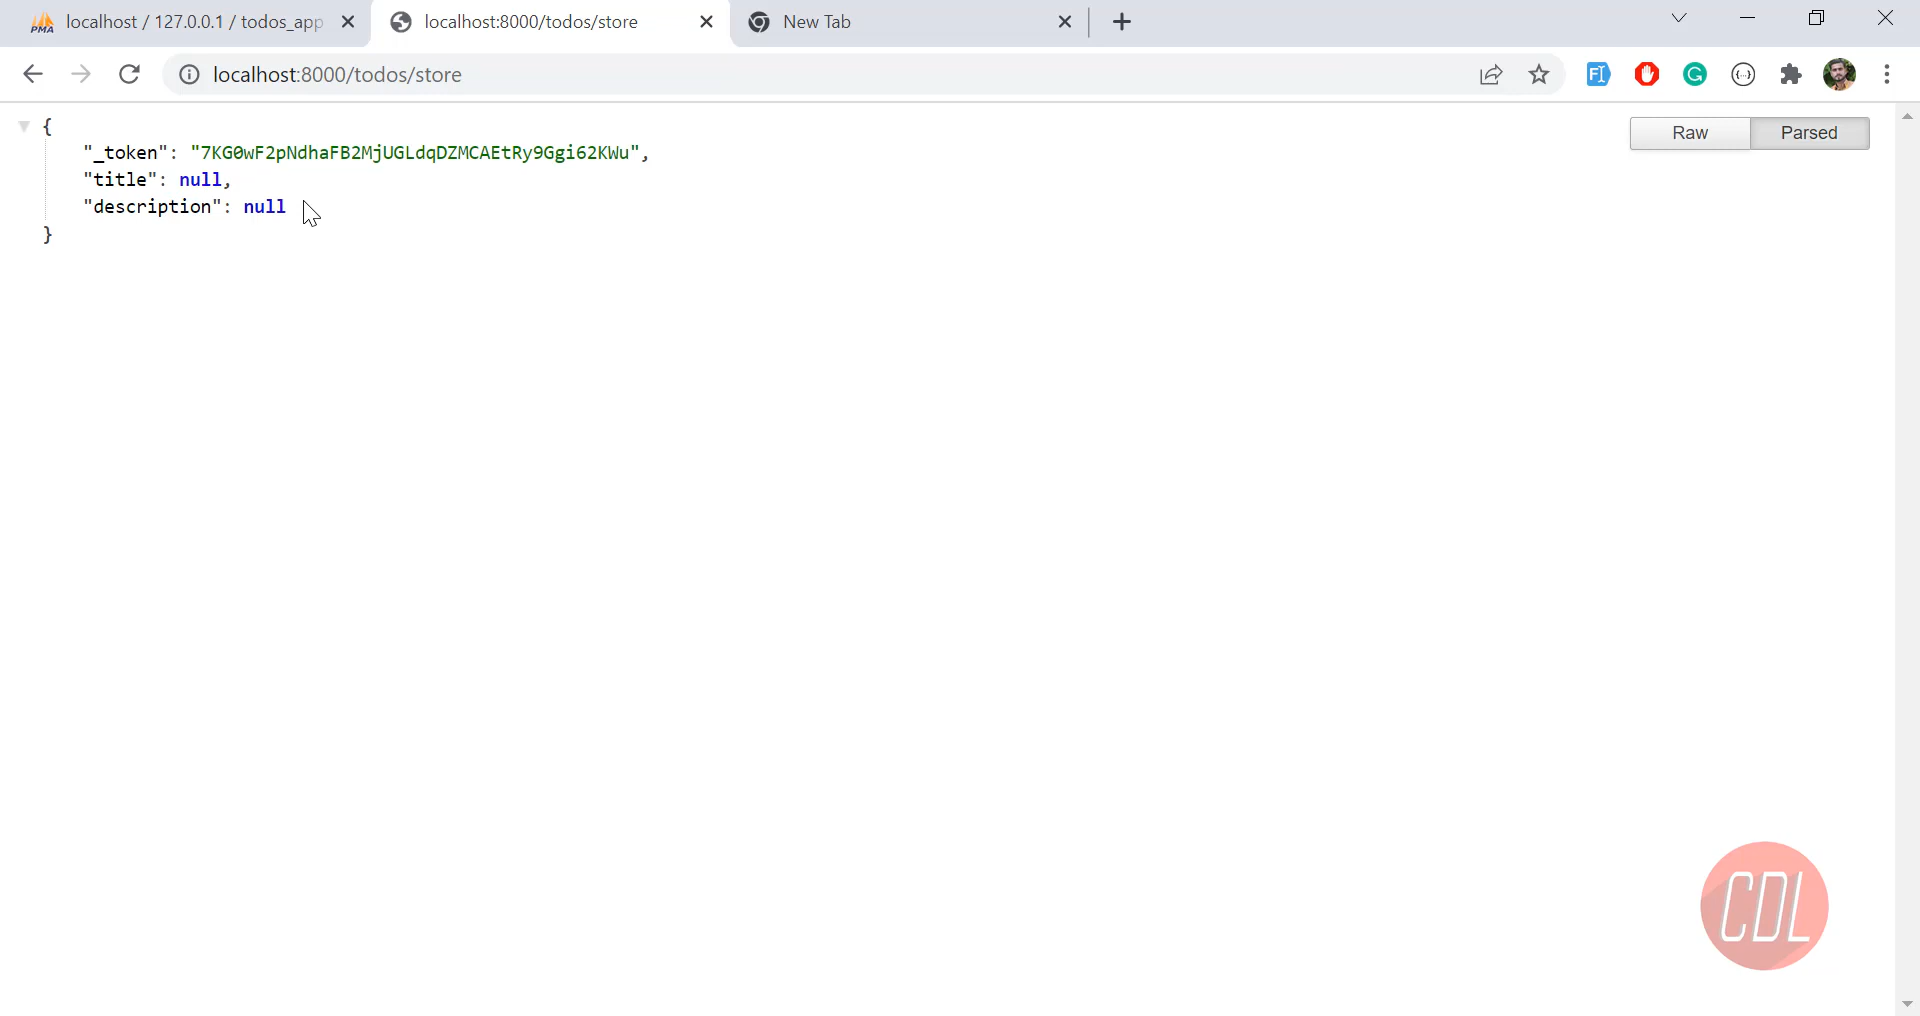 PMA localhost / 127.0.0.1 / todos_app
localhost:8000/todos/store
New Tab
localhost:8000/todos/store
Raw
Parsed
{
"_token": "7KG0wF2pNdhaFB2MjUGLdqDZMCAEtRy9Ggi62KWu",
"title": null,
"description": null
}
CDL